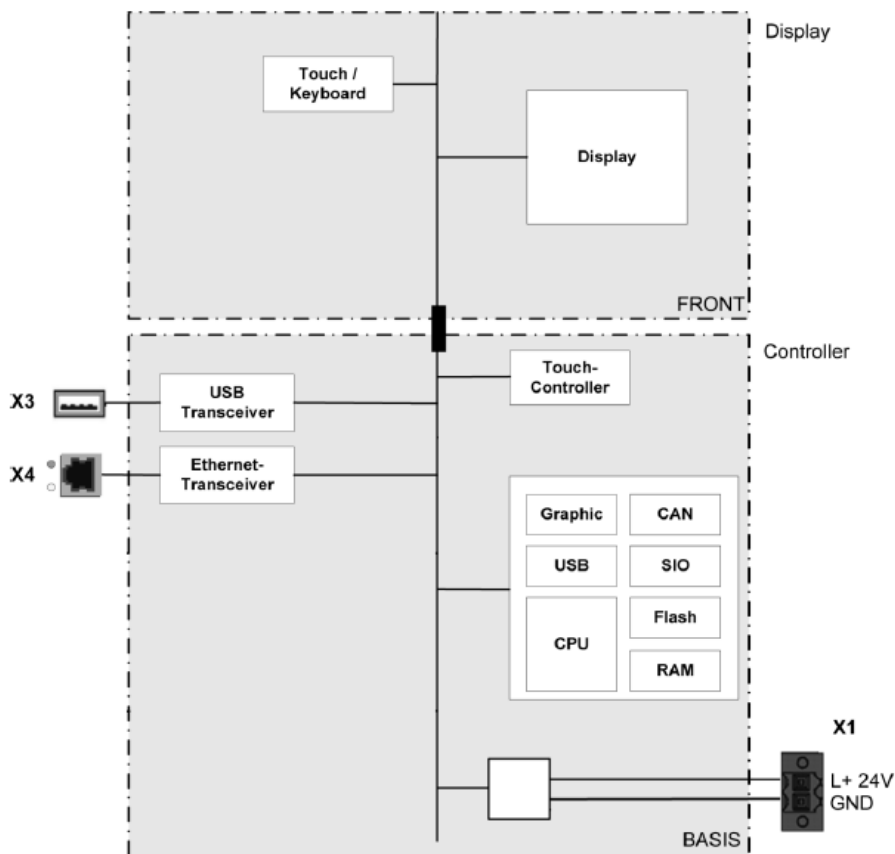 Display
Touch /
Keyboard
Display
FRONT
Controller
Touch-
Controller
X3
USB
Transceiver
X4
Ethernet-
Transceiver
Graphic
CAN
USB
SIO
CPU
Flash
RAM
X1
L+ 24V
GND
BASIS